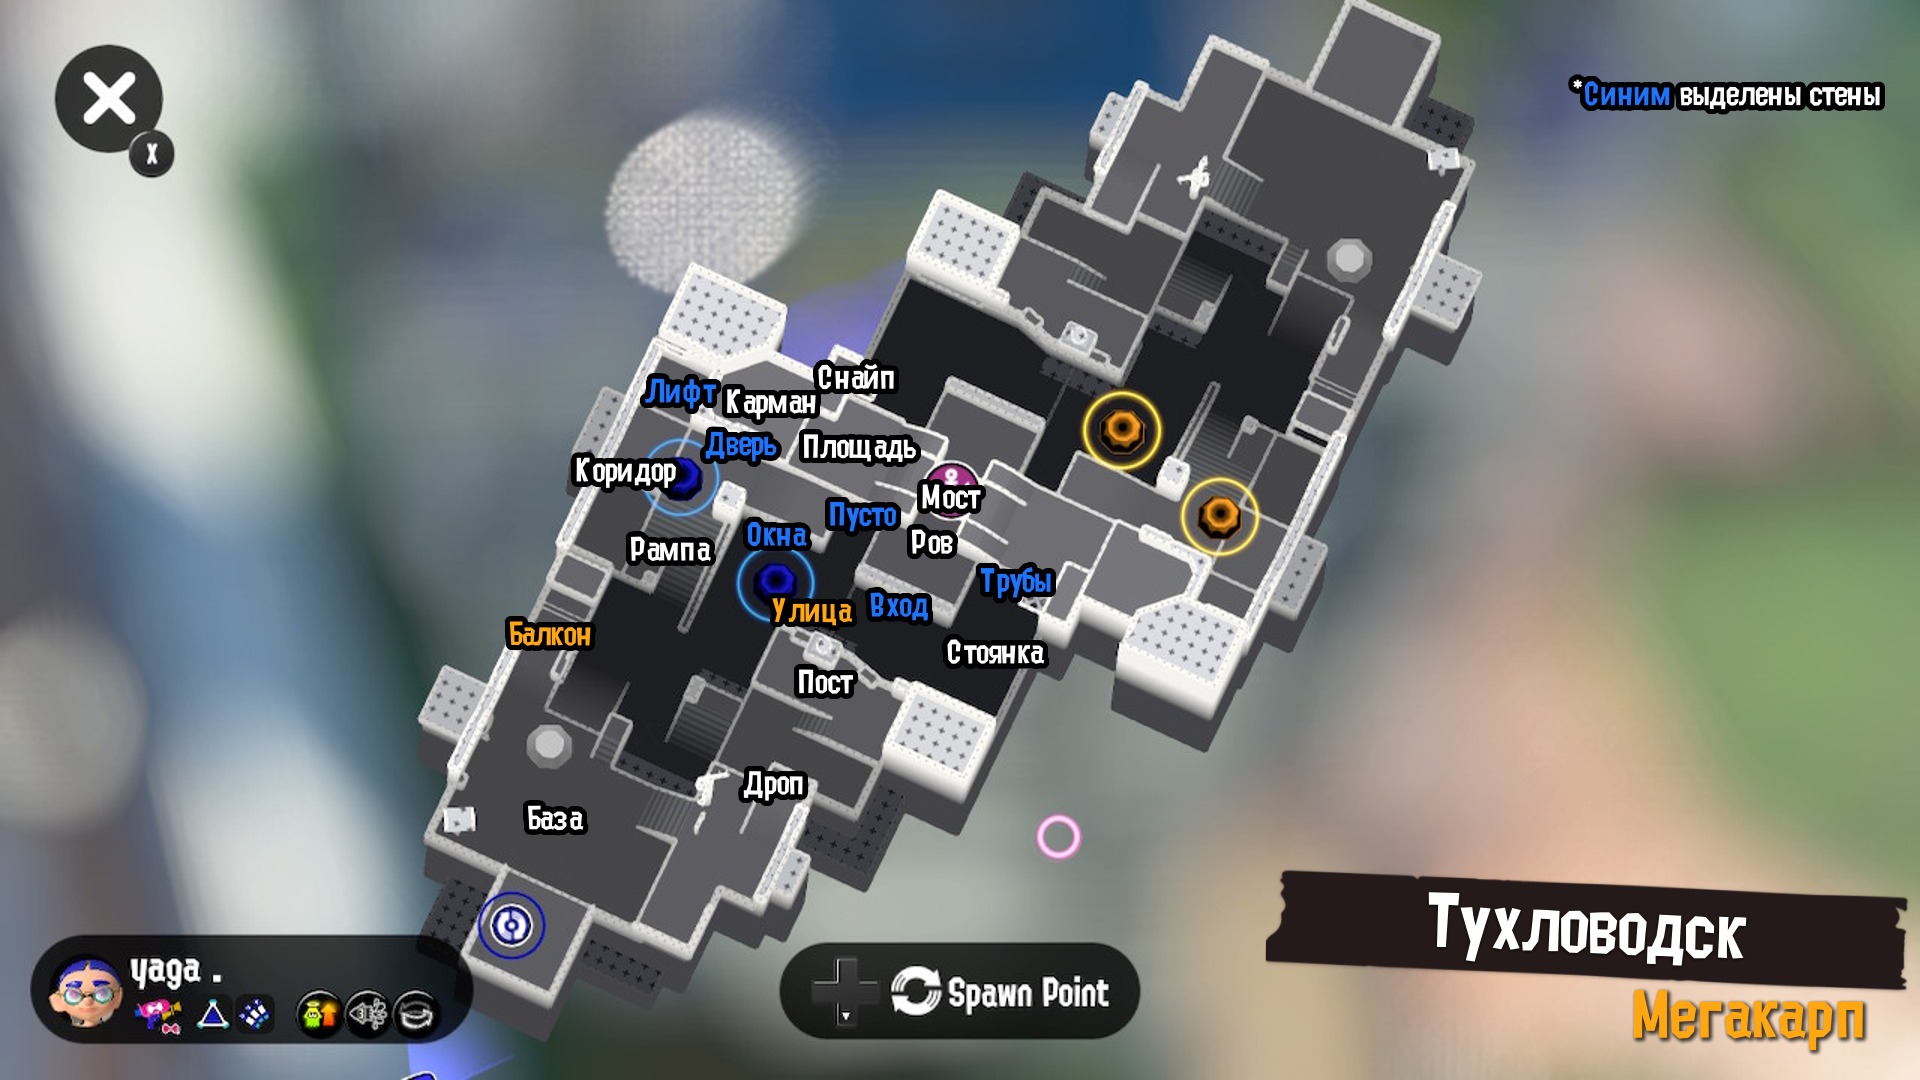 X
*Синим выделены стены
Снайп
Лифт
Карман
Дверь
Площадь
Коридор
Мост
Пусто
Окна
Ров
Рампа
Трубы
Вход
Улица
Балкон
Стоянка
Пост
Дроп
База
yaga .
Spawn Point
Тухловодск
Мегакарп